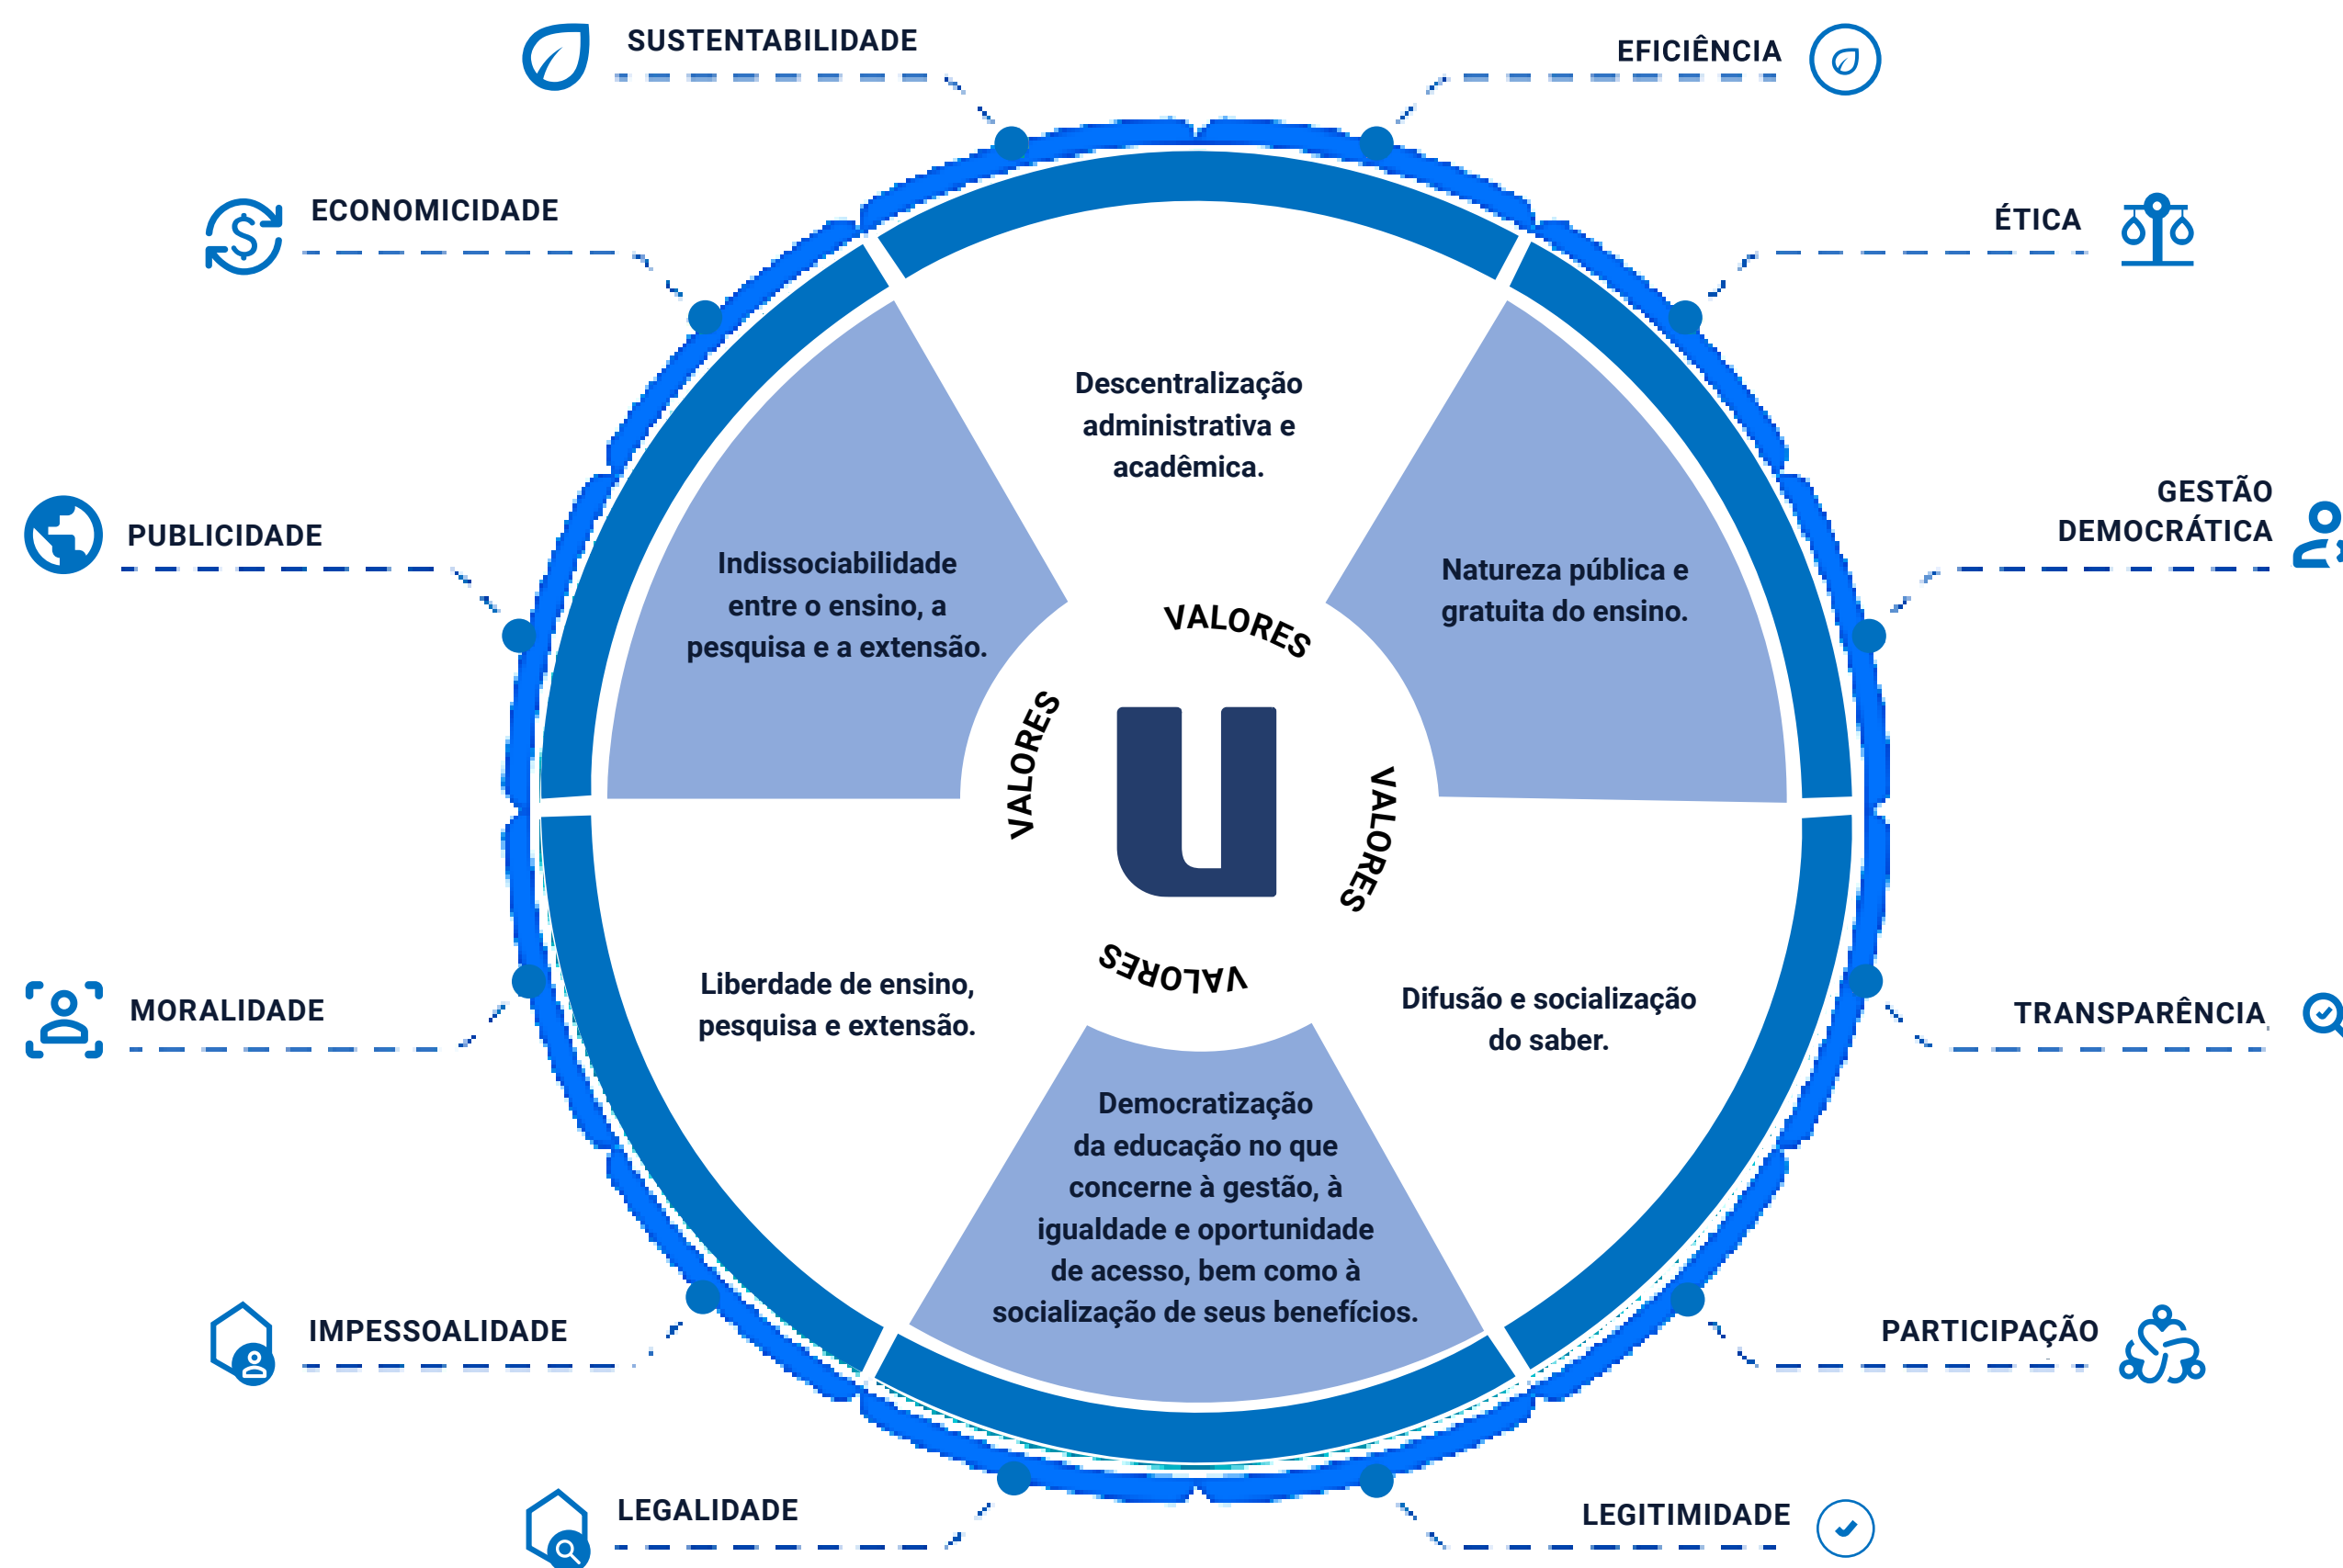 SUSTENTABILIDADE
EFICIÊNCIA
ECONOMICIDADE
ÉTICA
PUBLICIDADE
GESTÃO
DEMOCRÁTICA
Descentralização
administrativa e
acadêmica.
Indissociabilidade
entre o ensino, a
pesquisa e a extensão.
Natureza pública e
gratuita do ensino.
VALORES
VALORES
VALORES
VALORES
u
Liberdade de ensino,
pesquisa e extensão.
Difusão e socialização
do saber.
Democratização
da educação no que
concerne à gestão, à
igualdade e oportunidade
de acesso, bem como à
socialização de seus benefícios.
MORALIDADE
TRANSPARÊNCIA
IMPESSOALIDADE
PARTICIPAÇÃO
LEGALIDADE
LEGITIMIDADE